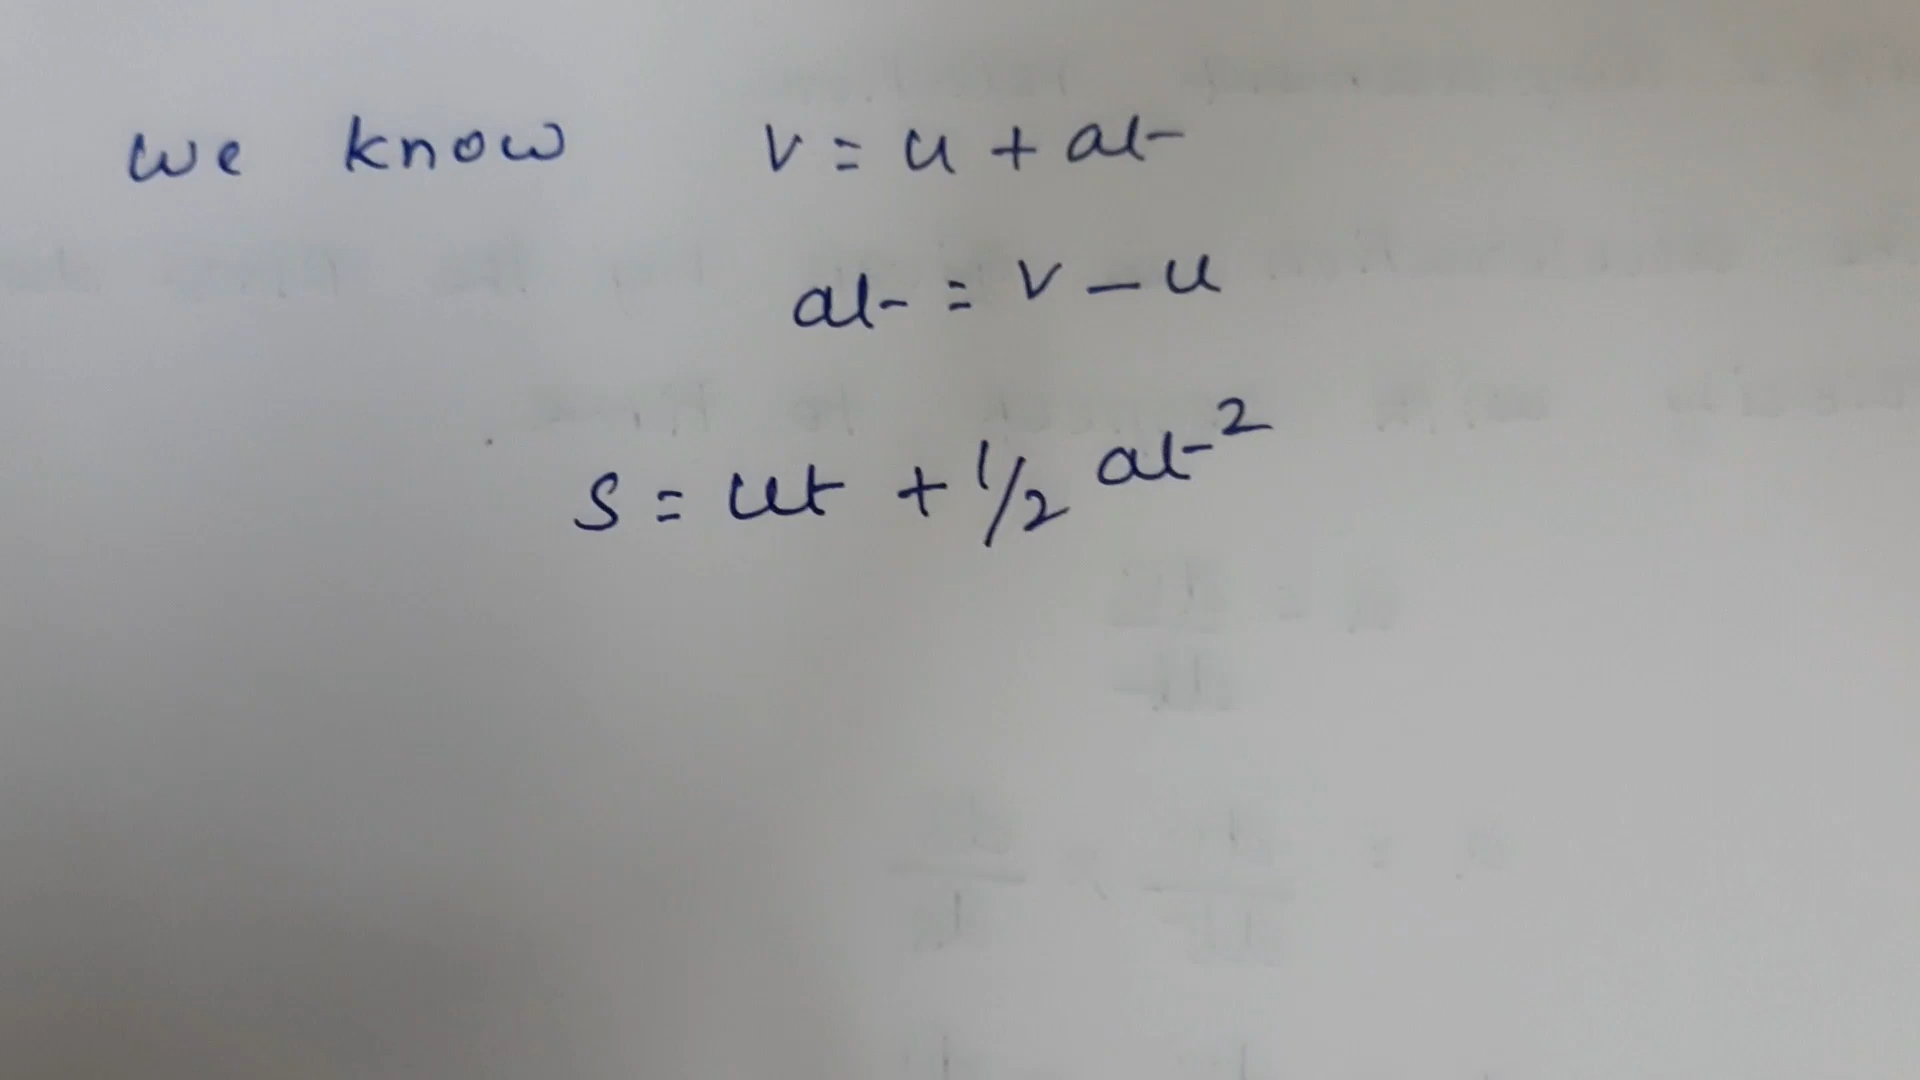 we know v = u + at
at = v - u
s = ut + 1/2 at²